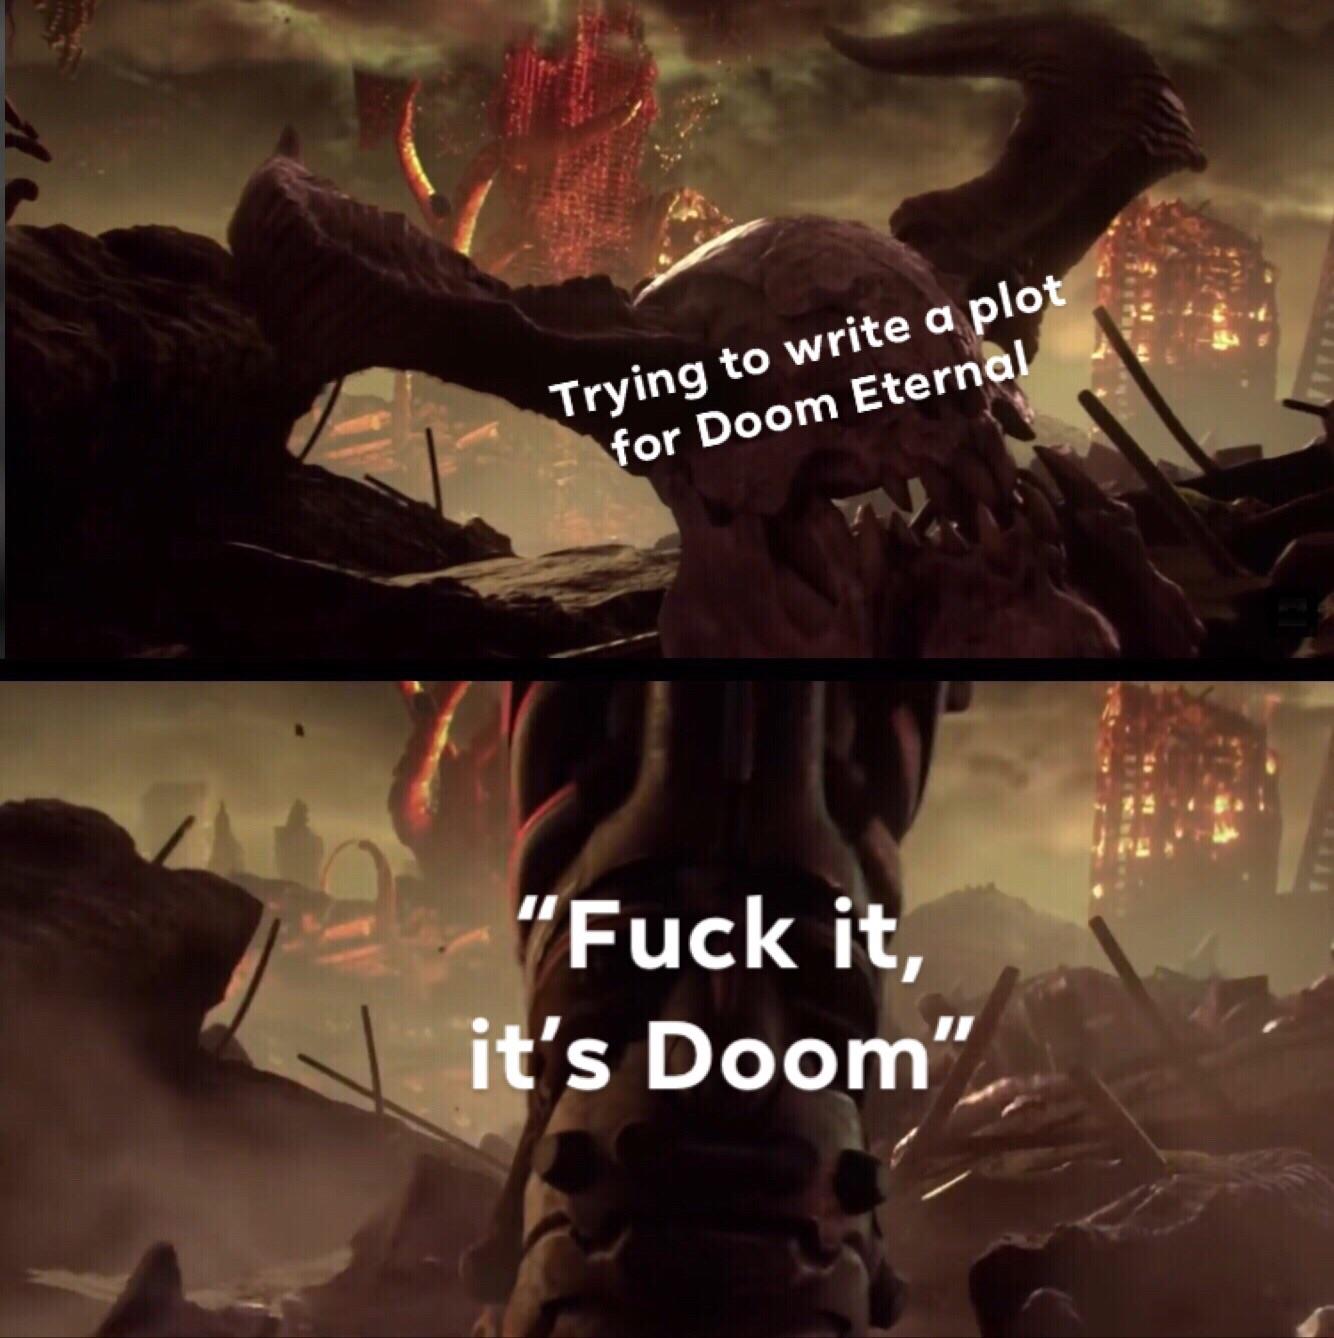 Trying to write a plot
for Doom Eternal
“Fuck it,
it’s Doom”